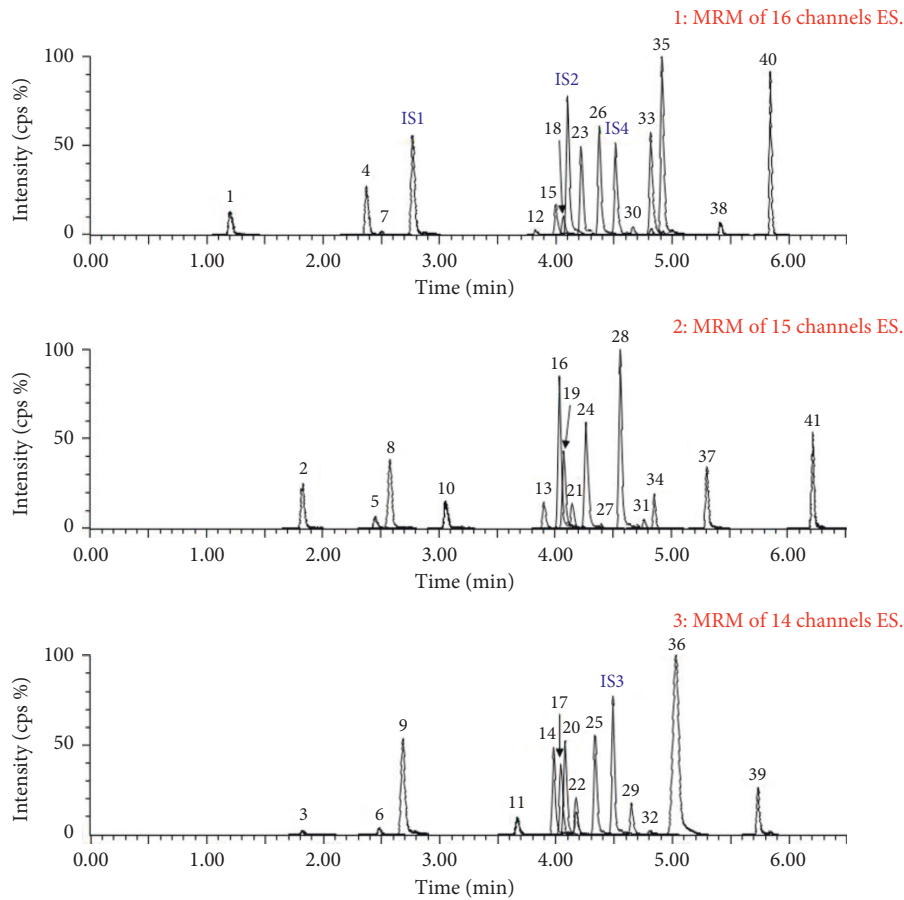 1: MRM of 16 channels ES.
Intensity (cps %)
100
50
0
1 4 7 IS1 12 15 18 IS2 23 26 IS4 30 33 35 38 40
0.00 1.00 2.00 3.00 4.00 5.00 6.00
Time (min)
2: MRM of 15 channels ES.
Intensity (cps %)
100
50
0
2 5 8 10 13 16 19 21 24 27 28 31 34 37 41
0.00 1.00 2.00 3.00 4.00 5.00 6.00
Time (min)
3: MRM of 14 channels ES.
Intensity (cps %)
100
50
0
3 6 9 11 14 17 20 22 25 IS3 29 32 36 39
0.00 1.00 2.00 3.00 4.00 5.00 6.00
Time (min)